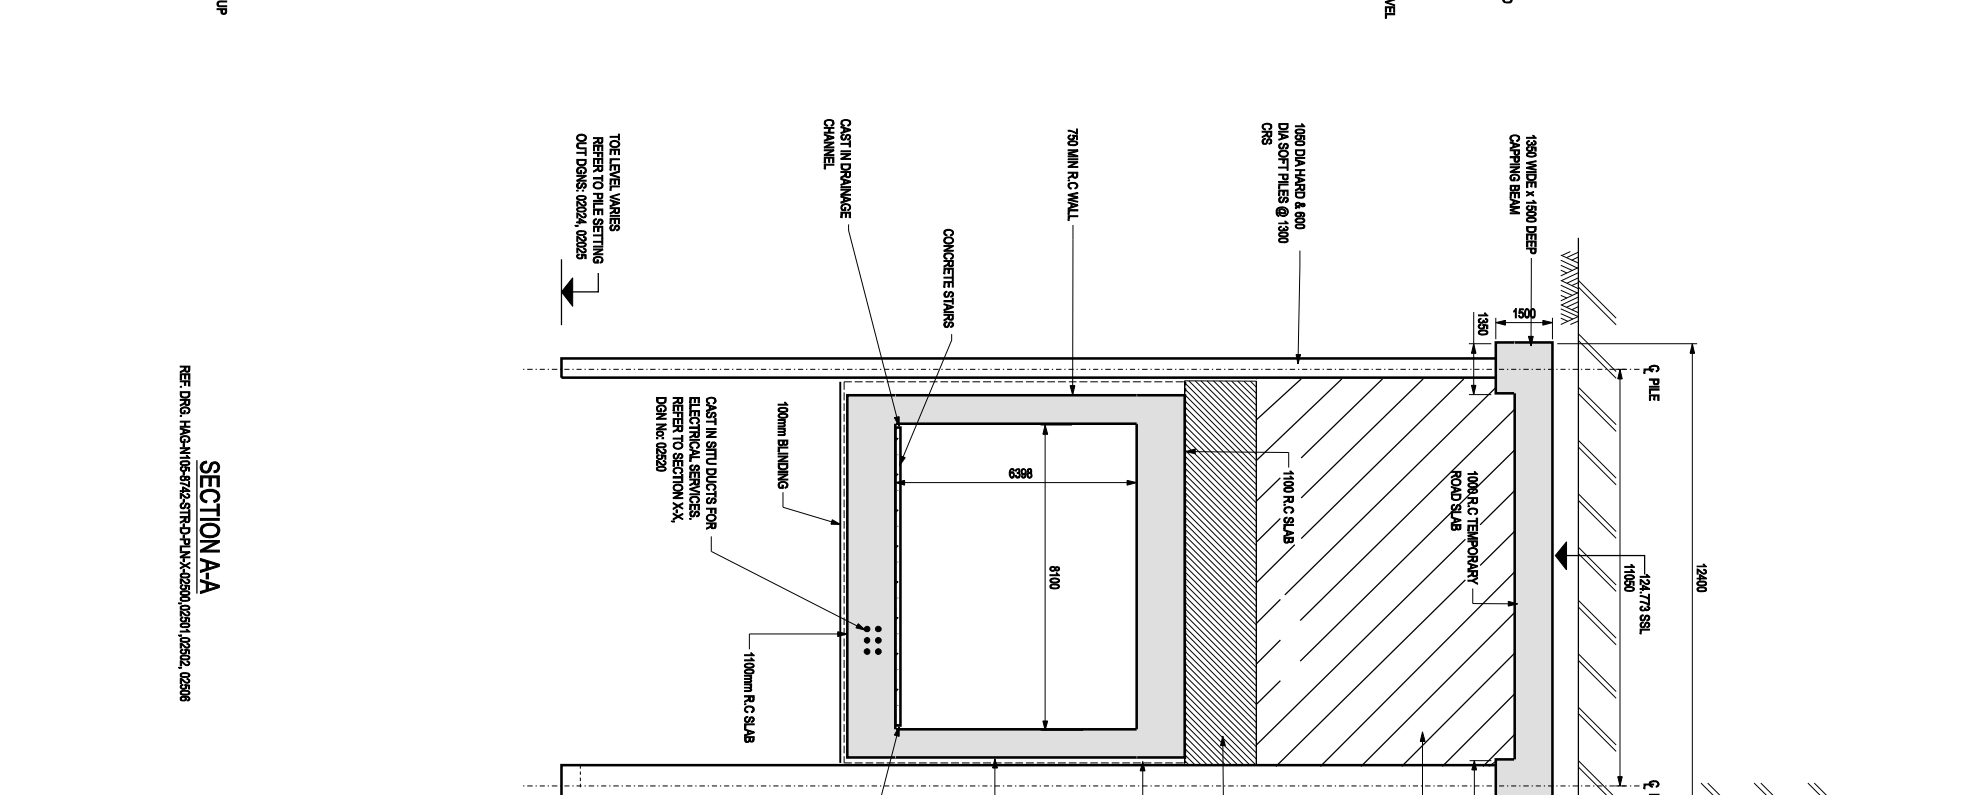 UP
VEL
TOE LEVEL VARIES
REFER TO PILE SETTING
OUT DGNS: 02024, 02025
CAST IN DRAINAGE
CHANNEL
CONCRETE STAIRS
750 MIN R.C WALL
1050 DIA HARD & 600
DIA SOFT PILES @ 1300
CRS
1350 WIDE x 1500 DEEP
CAPPING BEAM
1500
1350
℄ PILE
CAST IN SITU DUCTS FOR
ELECTRICAL SERVICES.
REFER TO SECTION X-X,
DGN No: 02520
100mm BLINDING
6398
8100
1100 R.C SLAB
1000 R.C TEMPORARY
ROAD SLAB
124.773 SSL
11050
12400
1100mm R.C SLAB
℄
SECTION A-A
REF. DRG. HAG-N105-8742-STR-D-PLN-X-02500,02501,02502, 02506